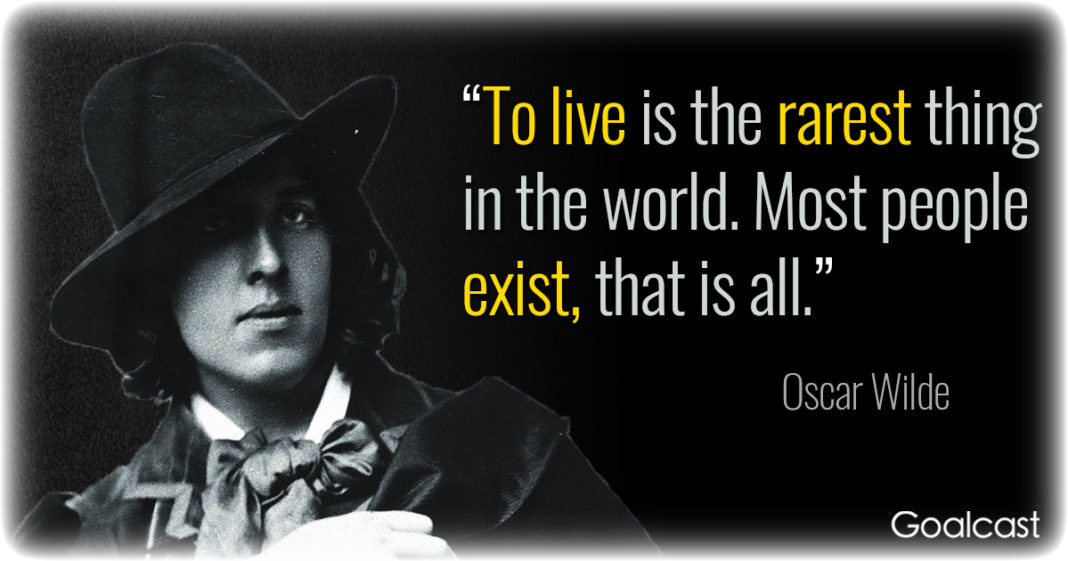 “To live is the rarest thing
in the world. Most people
exist, that is all.”
Oscar Wilde
Goalcast